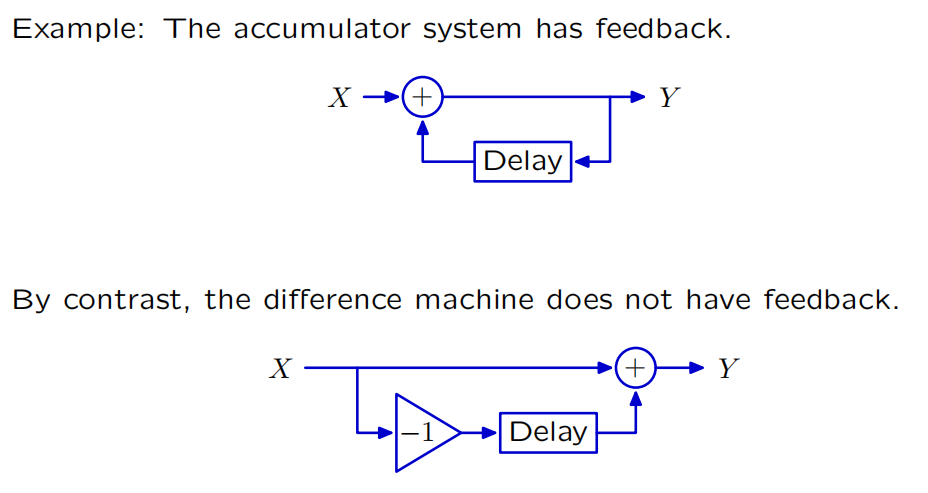 Example: The accumulator system has feedback.
X + Y
Delay
By contrast, the difference machine does not have feedback.
X + Y
−1 Delay